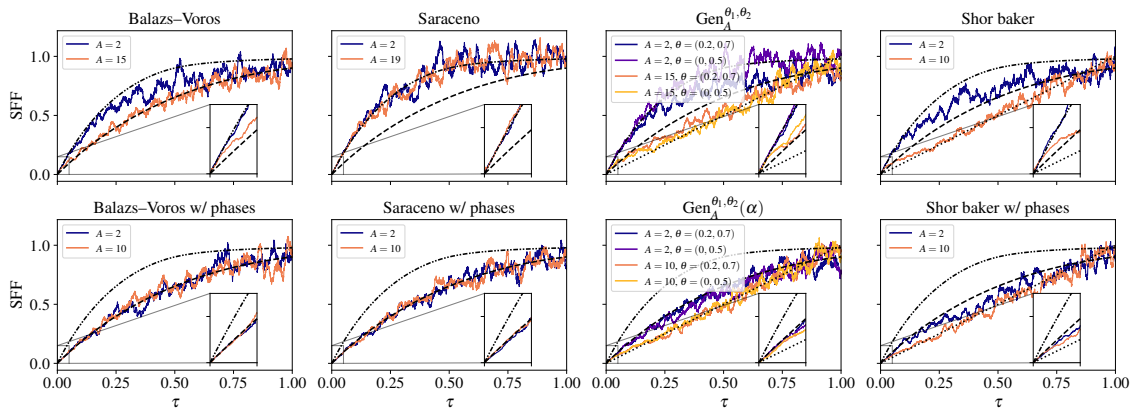 Balazs–Voros
SFF
1.0
0.5
0.0
A = 2
A = 15
Saraceno
A = 2
A = 19
Gen_A^{θ₁,θ₂}
A = 2, θ = (0.2, 0.7)
A = 2, θ = (0, 0.5)
A = 15, θ = (0.2, 0.7)
A = 15, θ = (0, 0.5)
Shor baker
A = 2
A = 10
Balazs–Voros w/ phases
SFF
1.0
0.5
0.0
A = 2
A = 10
0.00 0.25 0.50 0.75 1.00
τ
Saraceno w/ phases
A = 2
A = 10
0.00 0.25 0.50 0.75 1.00
τ
Gen_A^{θ₁,θ₂}(α)
A = 2, θ = (0.2, 0.7)
A = 2, θ = (0, 0.5)
A = 10, θ = (0.2, 0.7)
A = 10, θ = (0, 0.5)
0.00 0.25 0.50 0.75 1.00
τ
Shor baker w/ phases
A = 2
A = 10
0.00 0.25 0.50 0.75 1.00
τ